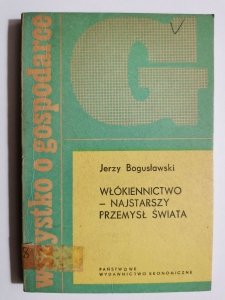 wszystko o gospodarce
G
Jerzy Bogusławski
WŁÓKIENNICTWO
– NAJSTARSZY
PRZEMYSŁ ŚWIATA
PAŃSTWOWE
WYDAWNICTWO EKONOMICZNE